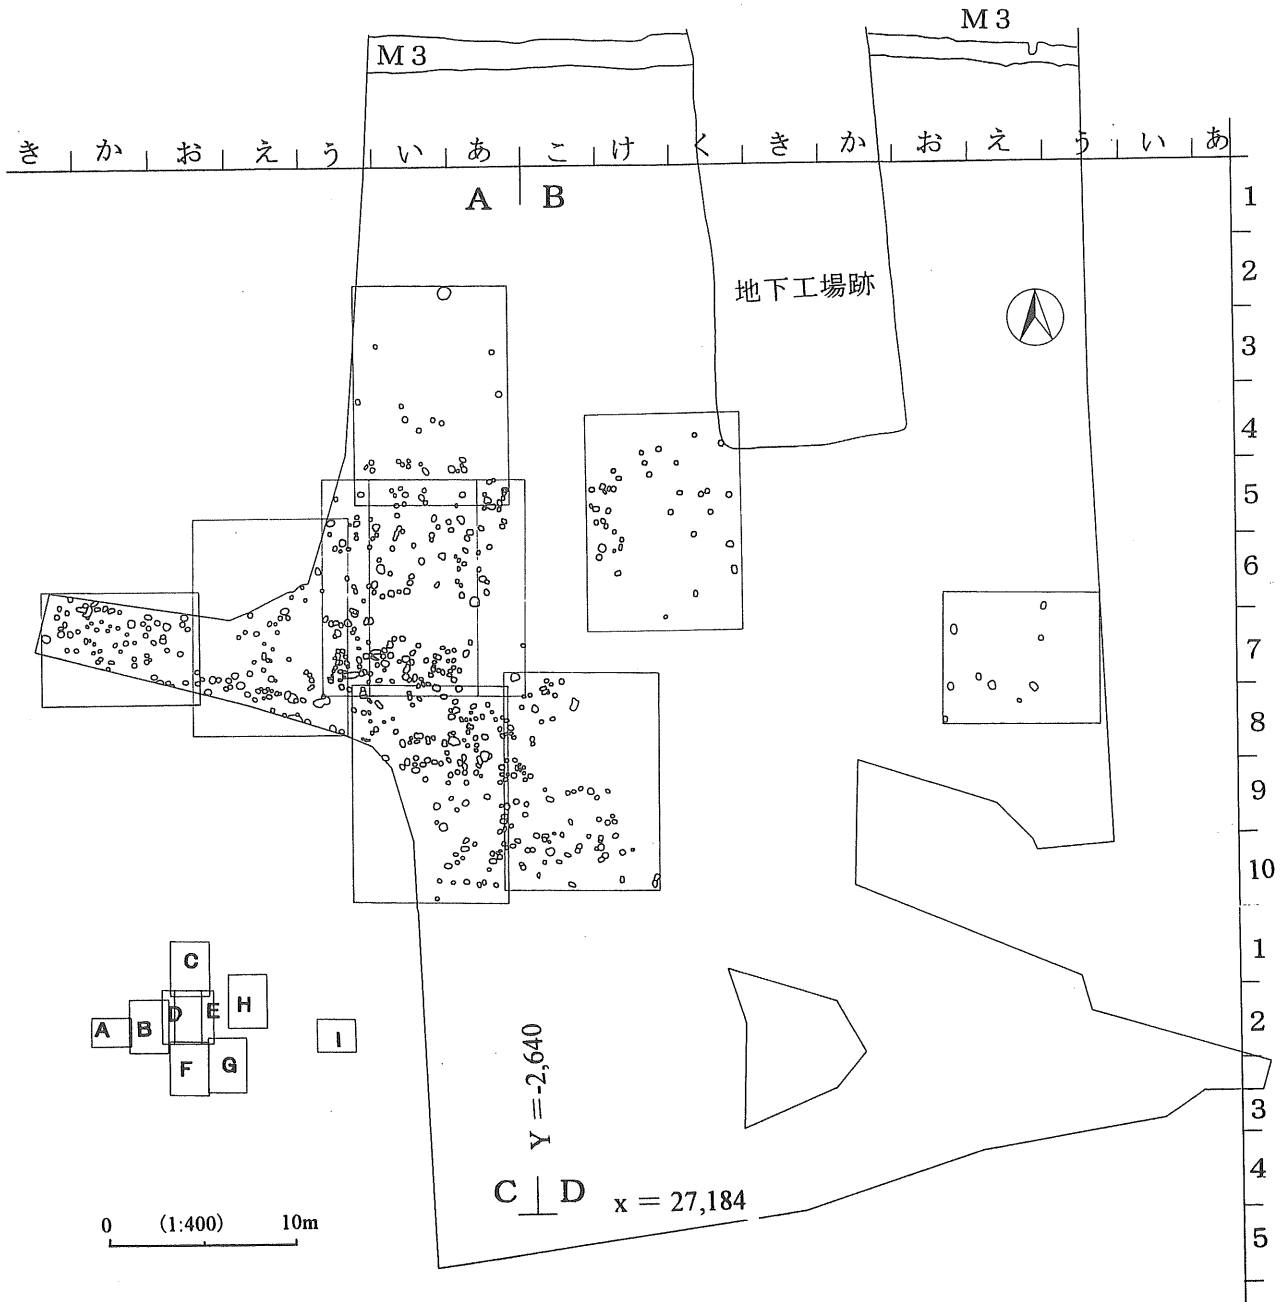 M3
M3
き か お え う い あ こ け く き か お え う い あ
A B
1
2
地下工場跡
3
4
5
6
7
8
9
10
C
H
D E
A B
I
F G
1
2
3
4
5
Y = -2,640
C D
x = 27,184
0 (1:400) 10m